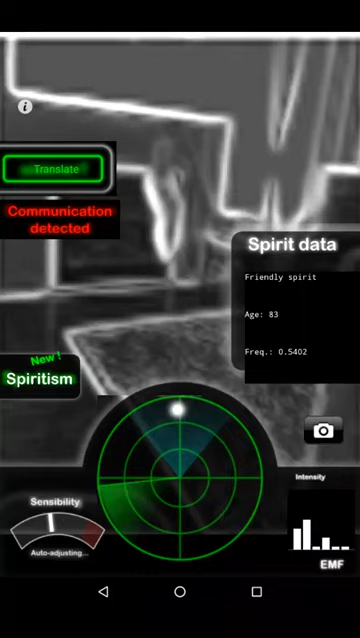 i
Translate
Communication
detected
Spirit data
Friendly spirit
Age: 83
Freq.: 0.5402
New!
Spiritism
Intensity
Sensibility
Auto-adjusting...
EMF